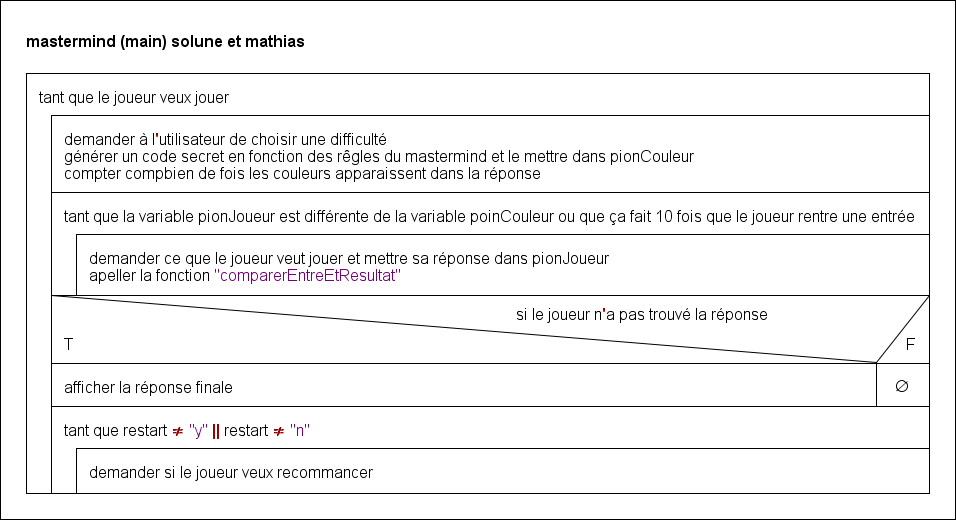 mastermind (main) solune et mathias
tant que le joueur veux jouer
demander à l'utilisateur de choisir une difficulté
générer un code secret en fonction des rêgles du mastermind et le mettre dans pionCouleur
compter compbien de fois les couleurs apparaissent dans la réponse
tant que la variable pionJoueur est différente de la variable poinCouleur ou que ça fait 10 fois que le joueur rentre une entrée
demander ce que le joueur veut jouer et mettre sa réponse dans pionJoueur
apeller la fonction "comparerEntreEtResultat"
si le joueur n'a pas trouvé la réponse
T F
afficher la réponse finale ∅
tant que restart ≠ "y" || restart ≠ "n"
demander si le joueur veux recommancer